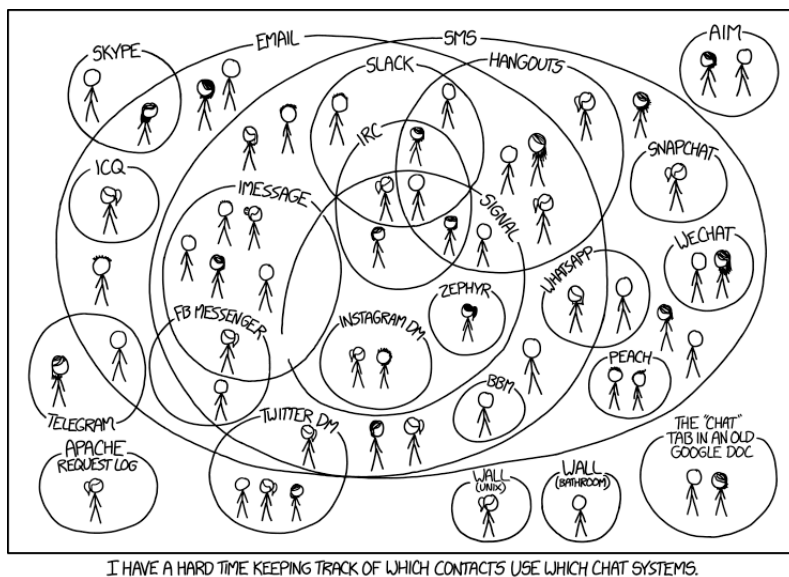 SKYPE
EMAIL
SMS
AIM
SLACK
HANGOUTS
IRC
SNAPCHAT
ICQ
IMESSAGE
SIGNAL
WECHAT
WHATSAPP
ZEPHYR
FB MESSENGER
INSTAGRAM DM
PEACH
BBM
TELEGRAM
TWITTER DM
APACHE
REQUEST LOG
WALL
(UNIX)
WALL
(BATHROOM)
THE "CHAT"
TAB IN AN OLD
GOOGLE DOC
I HAVE A HARD TIME KEEPING TRACK OF WHICH CONTACTS USE WHICH CHAT SYSTEMS.